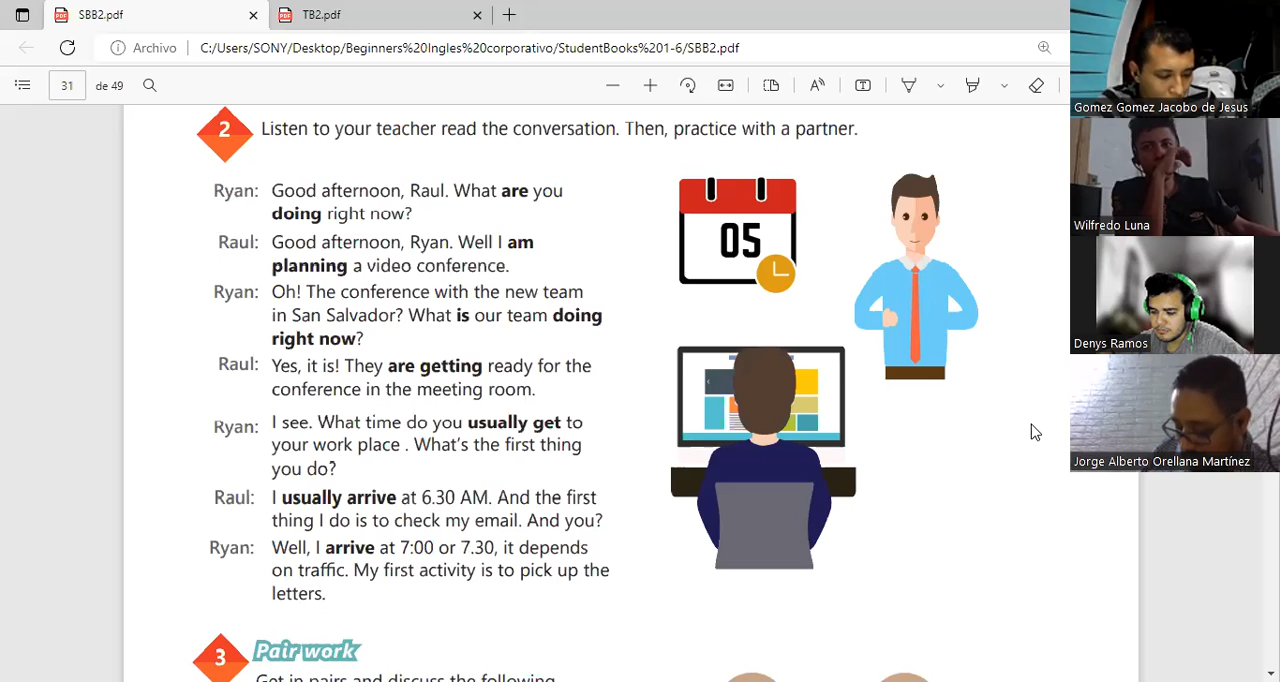 SBB2.pdf
TB2.pdf
Archivo
C:/Users/SONY/Desktop/Beginners%20Ingles%20corporativo/StudentBooks%201-6/SBB2.pdf
31
de 49
2
Listen to your teacher read the conversation. Then, practice with a partner.
Ryan: Good afternoon, Raul. What are you
doing right now?
Raul: Good afternoon, Ryan. Well I am
planning a video conference.
Ryan: Oh! The conference with the new team
in San Salvador? What is our team doing
right now?
Raul: Yes, it is! They are getting ready for the
conference in the meeting room.
Ryan: I see. What time do you usually get to
your work place . What's the first thing
you do?
Raul: I usually arrive at 6.30 AM. And the first
thing I do is to check my email. And you?
Ryan: Well, I arrive at 7:00 or 7.30, it depends
on traffic. My first activity is to pick up the
letters.
05
3
Pair work
Get in pairs and discuss the following
Gomez Gomez Jacobo de Jesus
Wilfredo Luna
Denys Ramos
Jorge Alberto Orellana Martínez